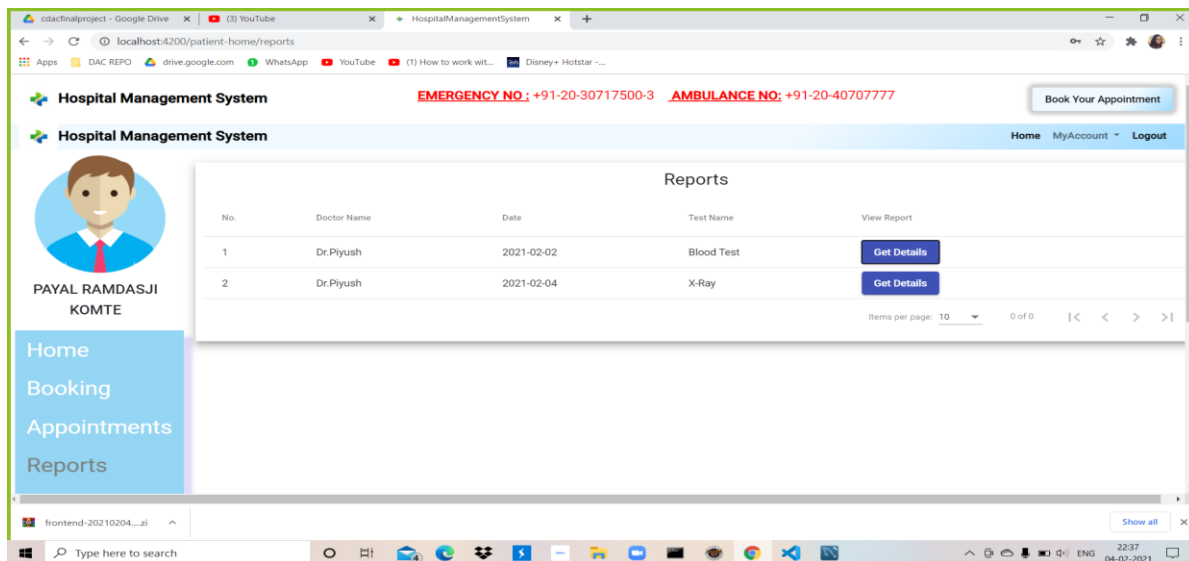 cdacfinalproject - Google Drive (3) YouTube HospitalManagementSystem
localhost:4200/patient-home/reports
Apps DAC REPO drive.google.com WhatsApp YouTube (1) How to work wit... Disney+ Hotstar -...
Hospital Management System EMERGENCY NO : +91-20-30717500-3 AMBULANCE NO: +91-20-40707777 Book Your Appointment
Hospital Management System Home MyAccount Logout
Reports
No. Doctor Name Date Test Name View Report
1 Dr.Piyush 2021-02-02 Blood Test Get Details
2 Dr.Piyush 2021-02-04 X-Ray Get Details
Items per page: 10 0 of 0
PAYAL RAMDASJI
KOMTE
Home
Booking
Appointments
Reports
frontend-20210204....zi Show all
Type here to search ENG 22:37
04-02-2021